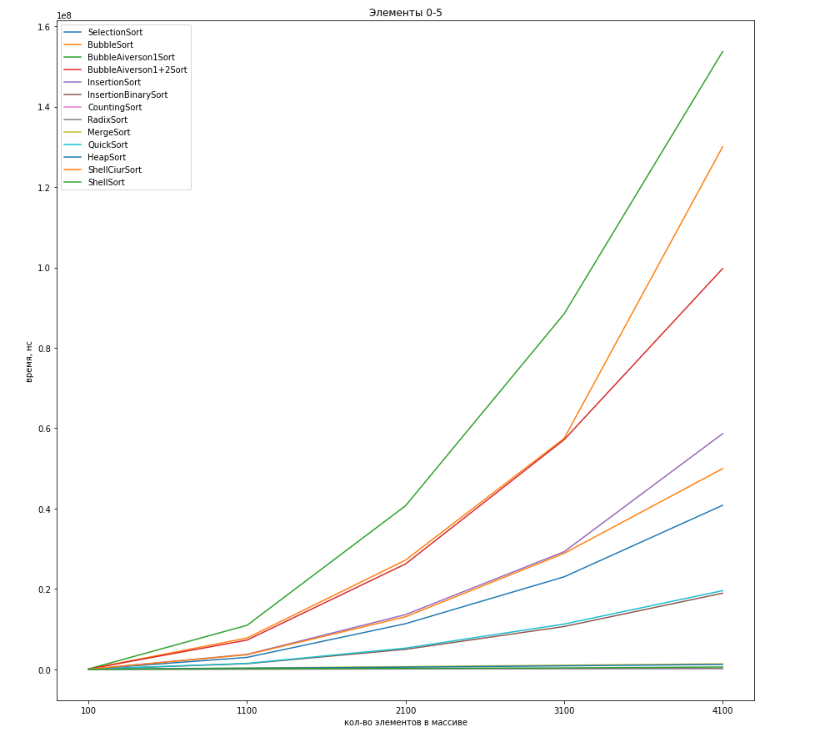 Элементы 0-5
1e8
1.6
1.4
1.2
1.0
0.8
0.6
0.4
0.2
0.0
время, нс
SelectionSort
BubbleSort
BubbleAiverson1Sort
BubbleAiverson1+2Sort
InsertionSort
InsertionBinarySort
CountingSort
RadixSort
MergeSort
QuickSort
HeapSort
ShellCiurSort
ShellSort
100 1100 2100 3100 4100
кол-во элементов в массиве